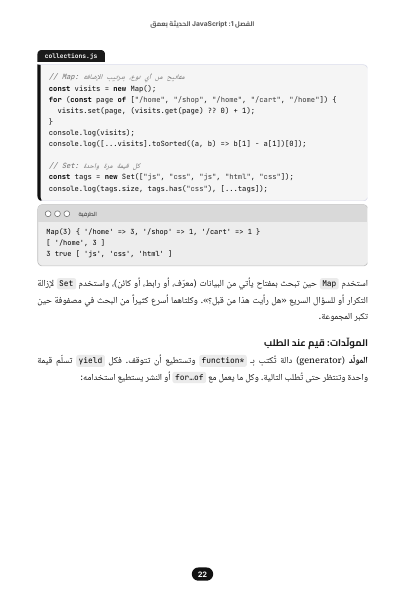 الفصل 1: JavaScript الحديثة بعمق
collections.js
// Map: مفاتيح من أي نوع، بترتيب الإضافة
const visits = new Map();
for (const page of ["/home", "/shop", "/home", "/cart", "/home"]) {
  visits.set(page, (visits.get(page) ?? 0) + 1);
}
console.log(visits);
console.log([...visits].toSorted((a, b) => b[1] - a[1])[0]);
// Set: كل قيمة مرة واحدة
const tags = new Set(["js", "css", "js", "html", "css"]);
console.log(tags.size, tags.has("css"), [...tags]);
الطرفية
Map(3) { '/home' => 3, '/shop' => 1, '/cart' => 1 }
[ '/home', 3 ]
3 true [ 'js', 'css', 'html' ]
استخدم Map حين تبحث بمفتاح يأتي من البيانات (معرّف، أو رابط، أو كائن)، واستخدم Set لإزالة
التكرار أو للسؤال السريع «هل رأيت هذا من قبل؟». وكلتاهما أسرع كثيراً من البحث في مصفوفة حين
تكبر المجموعة.
المولّدات: قيم عند الطلب
المولّد (generator) دالة تُكتب بـ function* وتستطيع أن تتوقف. فكل yield تسلّم قيمة
واحدة وتنتظر حتى تُطلب التالية. وكل ما يعمل مع for…of أو النشر يستطيع استخدامه:
22